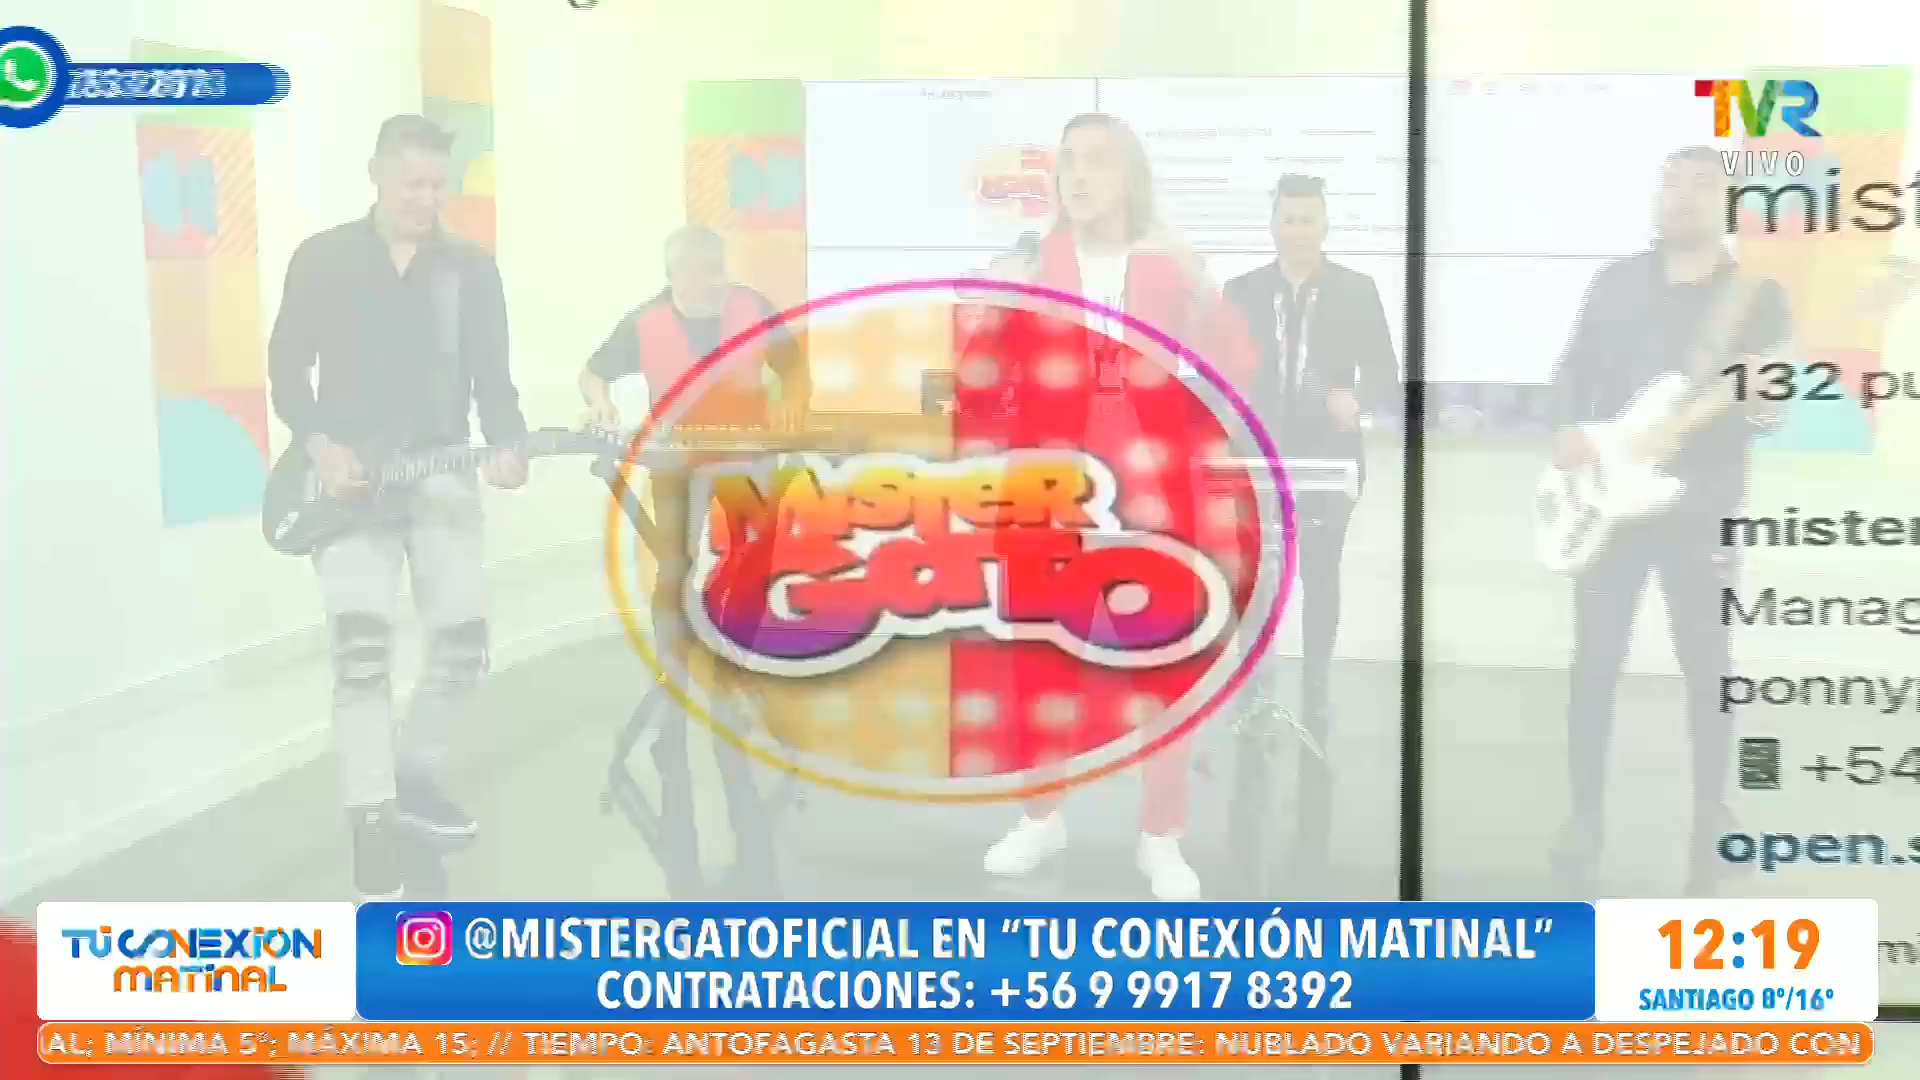 TVR
VIVO
mist
132 pu
MISTER
GATO
mister
Manag
ponnyp
+54
open.s
TU CONEXIÓN
MATINAL
@MISTERGATOFICIAL EN “TU CONEXIÓN MATINAL”
CONTRATACIONES: +56 9 9917 8392
12:19
SANTIAGO 8°/16°
AL; MÍNIMA 5°; MÁXIMA 15; // TIEMPO: ANTOFAGASTA 13 DE SEPTIEMBRE: NUBLADO VARIANDO A DESPEJADO CON